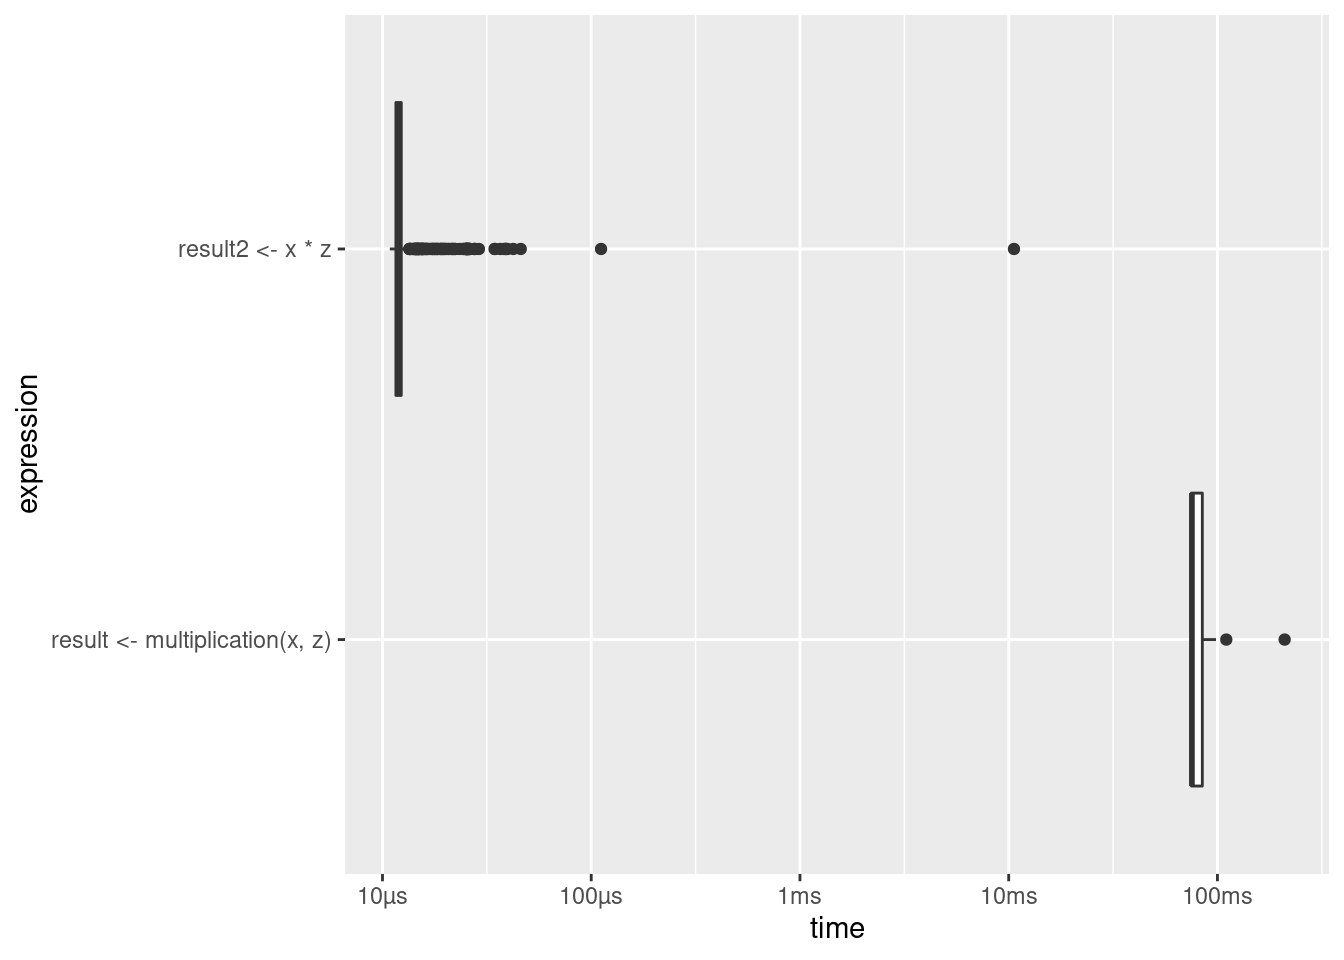 result2 <- x * z
expression
result <- multiplication(x, z)
10µs 100µs 1ms 10ms 100ms
time